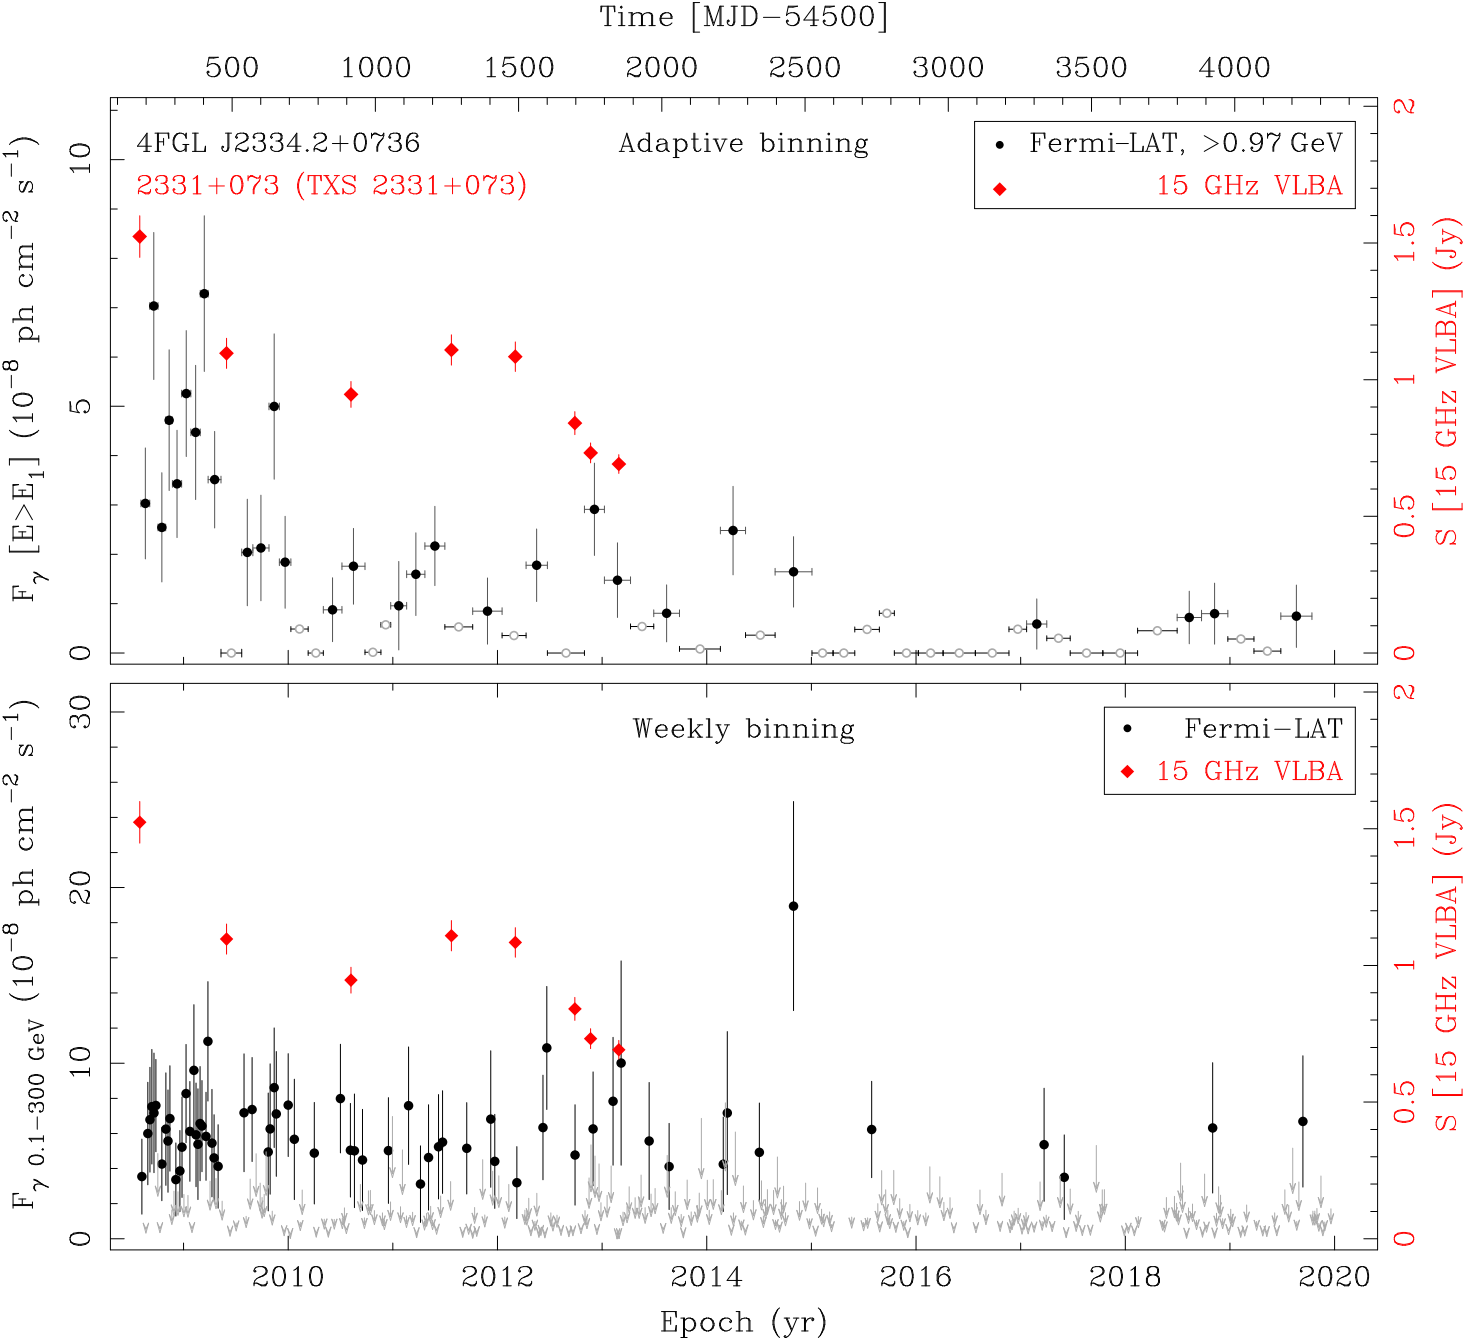 Time [MJD−54500]
500 1000 1500 2000 2500 3000 3500 4000
4FGL J2334.2+0736
2331+073 (TXS 2331+073)
Adaptive binning
Fermi−LAT, >0.97 GeV
15 GHz VLBA
F γ [E>E1] (10−8 ph cm−2 s−1)
10
5
0
S [15 GHz VLBA] (Jy)
2
1.5
1
0.5
0
Weekly binning
Fermi−LAT
15 GHz VLBA
F γ 0.1−300 GeV (10−8 ph cm−2 s−1)
30
20
10
0
S [15 GHz VLBA] (Jy)
2
1.5
1
0.5
0
2010 2012 2014 2016 2018 2020
Epoch (yr)